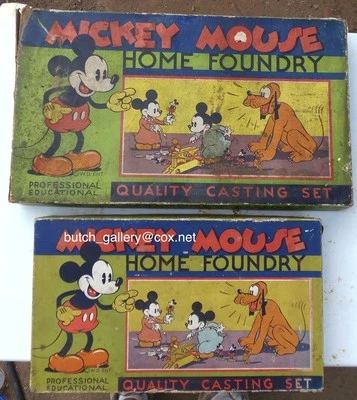 MICKEY MOUSE
HOME FOUNDRY
PROFESSIONAL
EDUCATIONAL
QUALITY CASTING SET
butch_gallery@cox.net
MICKEY MOUSE
HOME FOUNDRY
PROFESSIONAL
EDUCATIONAL
QUALITY CASTING SET